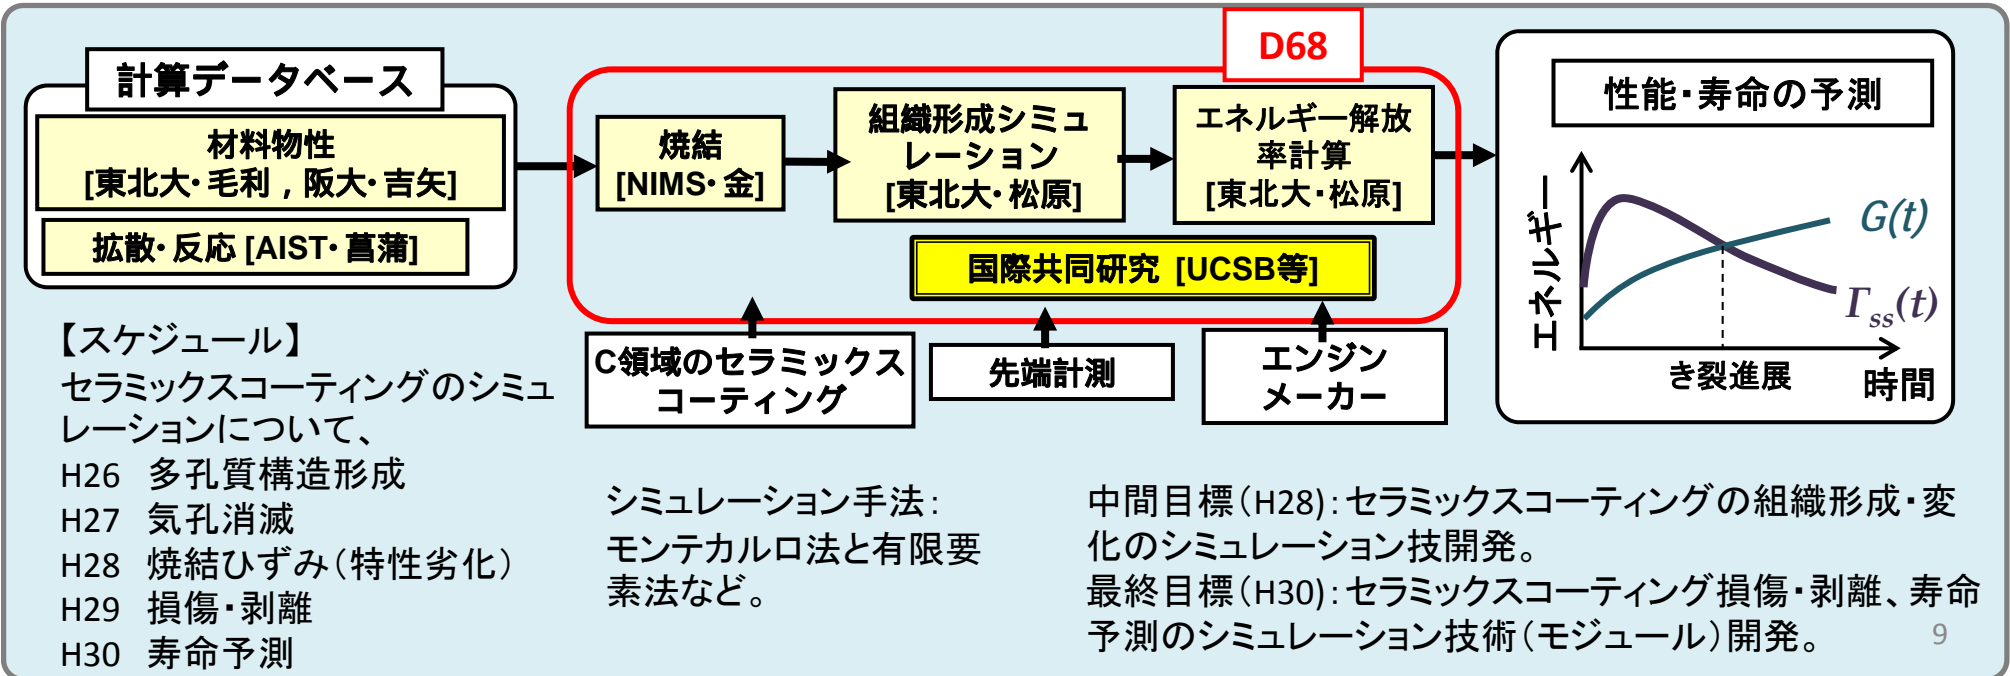 D68
計算データベース
材料物性
[東北大・毛利，阪大・吉矢]
拡散・反応 [AIST・菖蒲]
焼結
[NIMS・金]
組織形成シミュ
レーション
[東北大・松原]
エネルギー解放
率計算
[東北大・松原]
国際共同研究 [UCSB等]
C領域のセラミックス
コーティング
先端計測
エンジン
メーカー
性能・寿命の予測
エネルギー
G(t)
Γss(t)
き裂進展
時間
【スケジュール】
セラミックスコーティングのシミュ
レーションについて、
H26 多孔質構造形成
H27 気孔消滅
H28 焼結ひずみ（特性劣化）
H29 損傷・剥離
H30 寿命予測
シミュレーション手法：
モンテカルロ法と有限要
素法など。
中間目標（H28）：セラミックスコーティングの組織形成・変
化のシミュレーション技開発。
最終目標（H30）：セラミックスコーティング損傷・剥離、寿命
予測のシミュレーション技術（モジュール）開発。
9